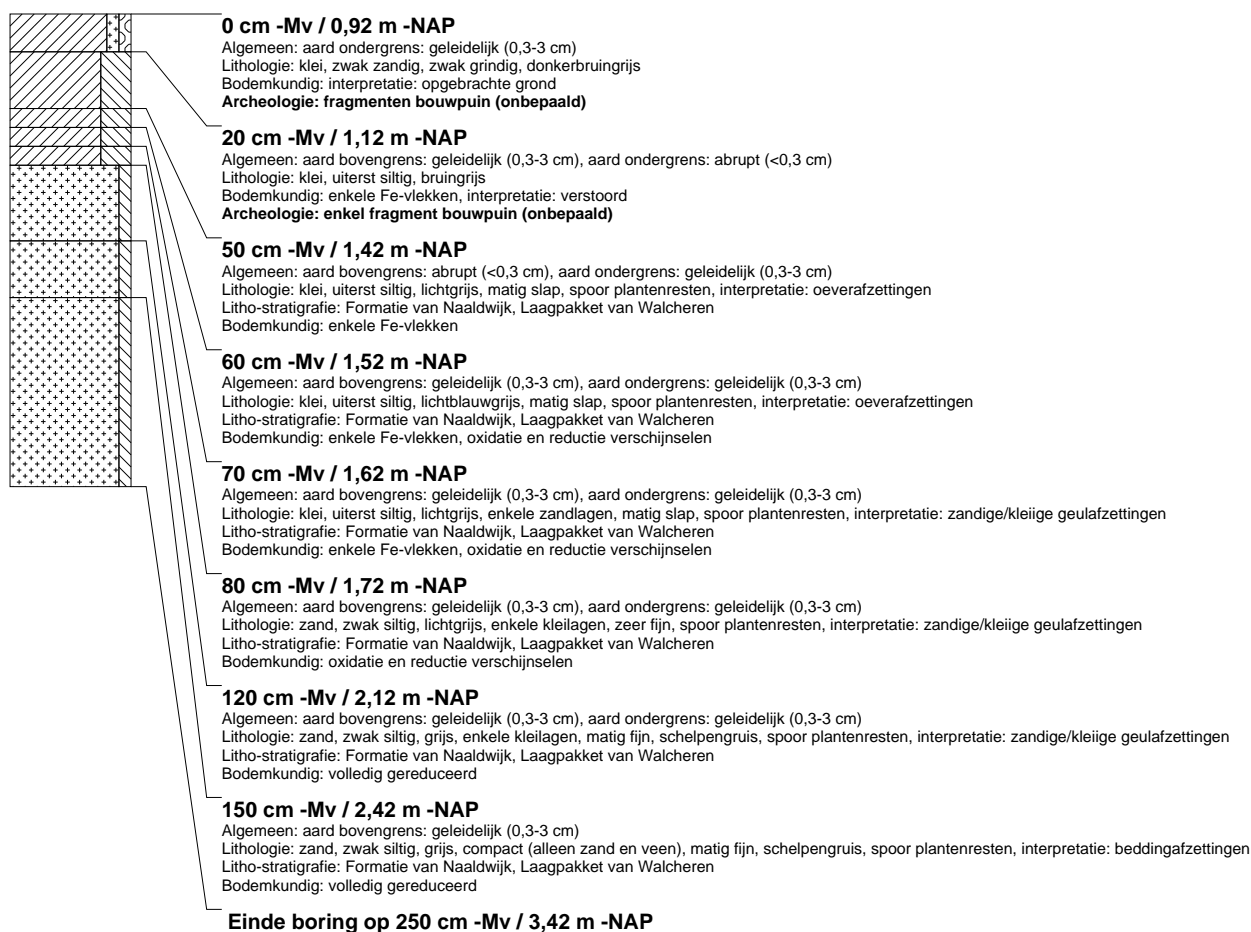 0 cm -Mv / 0,92 m -NAP
Algemeen: aard ondergrens: geleidelijk (0,3-3 cm)
Lithologie: klei, zwak zandig, zwak grindig, donkerbruingrijs
Bodemkundig: interpretatie: opgebrachte grond
Archeologie: fragmenten bouwpuin (onbepaald)
20 cm -Mv / 1,12 m -NAP
Algemeen: aard bovengrens: geleidelijk (0,3-3 cm), aard ondergrens: abrupt (<0,3 cm)
Lithologie: klei, uiterst siltig, bruingrijs
Bodemkundig: enkele Fe-vlekken, interpretatie: verstoord
Archeologie: enkel fragment bouwpuin (onbepaald)
50 cm -Mv / 1,42 m -NAP
Algemeen: aard bovengrens: abrupt (<0,3 cm), aard ondergrens: geleidelijk (0,3-3 cm)
Lithologie: klei, uiterst siltig, lichtgrijs, matig slap, spoor plantenresten, interpretatie: oeverafzettingen
Litho-stratigrafie: Formatie van Naaldwijk, Laagpakket van Walcheren
Bodemkundig: enkele Fe-vlekken
60 cm -Mv / 1,52 m -NAP
Algemeen: aard bovengrens: geleidelijk (0,3-3 cm), aard ondergrens: geleidelijk (0,3-3 cm)
Lithologie: klei, uiterst siltig, lichtblauwgrijs, matig slap, spoor plantenresten, interpretatie: oeverafzettingen
Litho-stratigrafie: Formatie van Naaldwijk, Laagpakket van Walcheren
Bodemkundig: enkele Fe-vlekken, oxidatie en reductie verschijnselen
70 cm -Mv / 1,62 m -NAP
Algemeen: aard bovengrens: geleidelijk (0,3-3 cm), aard ondergrens: geleidelijk (0,3-3 cm)
Lithologie: klei, uiterst siltig, lichtgrijs, enkele zandlagen, matig slap, spoor plantenresten, interpretatie: zandige/kleiige geulafzettingen
Litho-stratigrafie: Formatie van Naaldwijk, Laagpakket van Walcheren
Bodemkundig: enkele Fe-vlekken, oxidatie en reductie verschijnselen
80 cm -Mv / 1,72 m -NAP
Algemeen: aard bovengrens: geleidelijk (0,3-3 cm), aard ondergrens: geleidelijk (0,3-3 cm)
Lithologie: zand, zwak siltig, lichtgrijs, enkele kleilagen, zeer fijn, spoor plantenresten, interpretatie: zandige/kleiige geulafzettingen
Litho-stratigrafie: Formatie van Naaldwijk, Laagpakket van Walcheren
Bodemkundig: oxidatie en reductie verschijnselen
120 cm -Mv / 2,12 m -NAP
Algemeen: aard bovengrens: geleidelijk (0,3-3 cm), aard ondergrens: geleidelijk (0,3-3 cm)
Lithologie: zand, zwak siltig, grijs, enkele kleilagen, matig fijn, schelpengruis, spoor plantenresten, interpretatie: zandige/kleiige geulafzettingen
Litho-stratigrafie: Formatie van Naaldwijk, Laagpakket van Walcheren
Bodemkundig: volledig gereduceerd
150 cm -Mv / 2,42 m -NAP
Algemeen: aard bovengrens: geleidelijk (0,3-3 cm)
Lithologie: zand, zwak siltig, grijs, compact (alleen zand en veen), matig fijn, schelpengruis, spoor plantenresten, interpretatie: beddingafzettingen
Litho-stratigrafie: Formatie van Naaldwijk, Laagpakket van Walcheren
Bodemkundig: volledig gereduceerd
Einde boring op 250 cm -Mv / 3,42 m -NAP